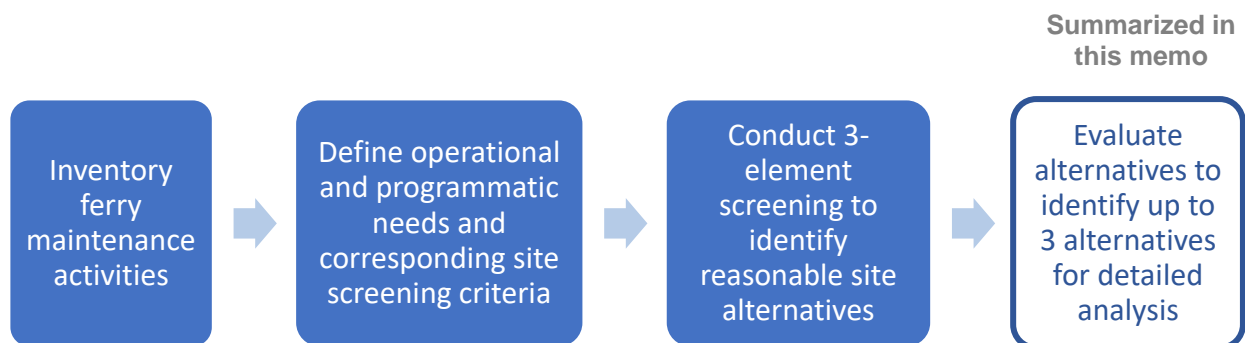 Summarized in
this memo
Inventory
ferry
maintenance
activities
Define operational
and programmatic
needs and
corresponding site
screening criteria
Conduct 3-
element
screening to
identify
reasonable site
alternatives
Evaluate
alternatives to
identify up to
3 alternatives
for detailed
analysis